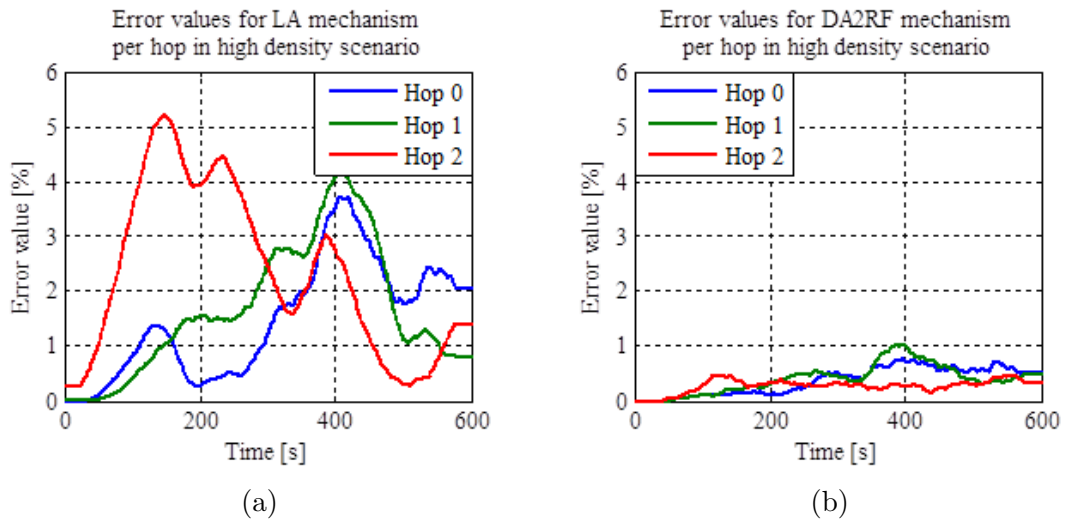 Error values for LA mechanism
per hop in high density scenario
6
5
4
3
2
1
0
Error value [%]
Hop 0
Hop 1
Hop 2
0
200
400
600
Time [s]
(a)
Error values for DA2RF mechanism
per hop in high density scenario
6
5
4
3
2
1
0
Error value [%]
Hop 0
Hop 1
Hop 2
0
200
400
600
Time [s]
(b)